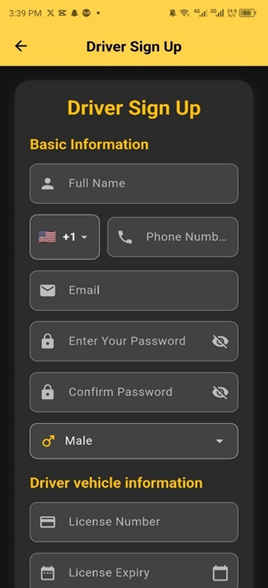 3:39 PM
Driver Sign Up
Driver Sign Up
Basic Information
Full Name
+1 Phone Numb...
Email
Enter Your Password
Confirm Password
Male
Driver vehicle information
License Number
License Expiry